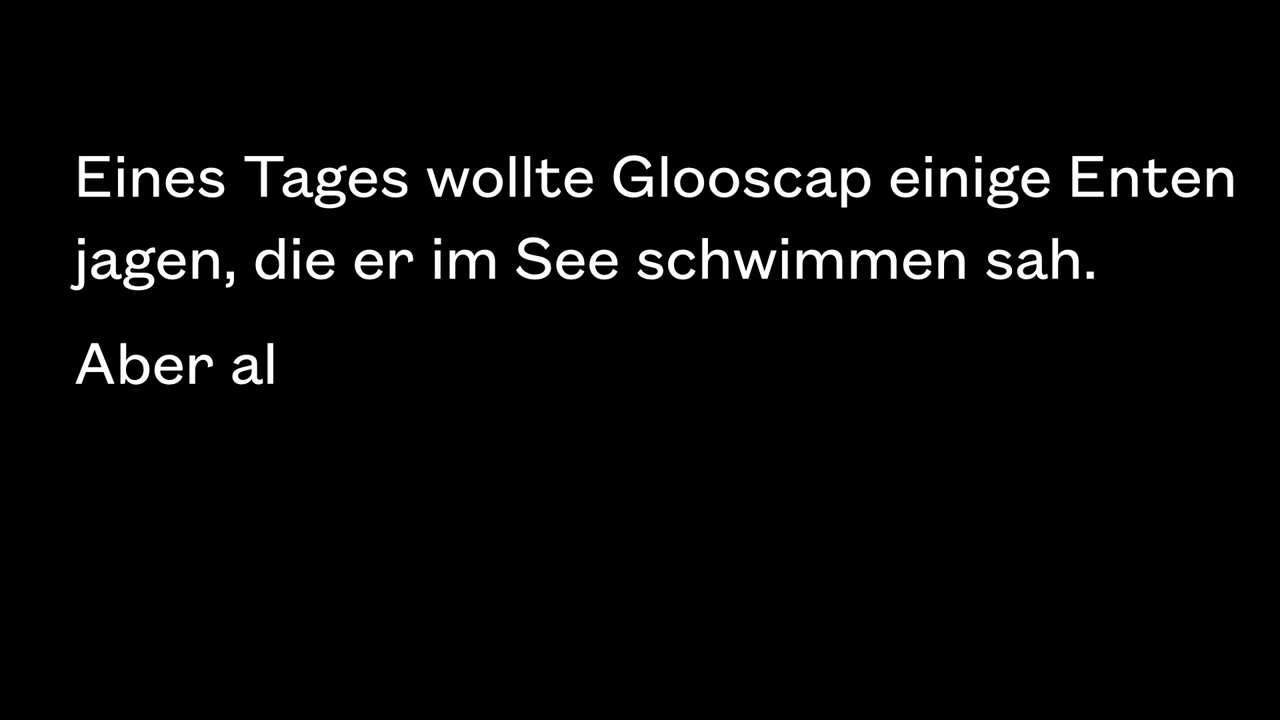 Eines Tages wollte Glooscap einige Enten
jagen, die er im See schwimmen sah.
Aber al